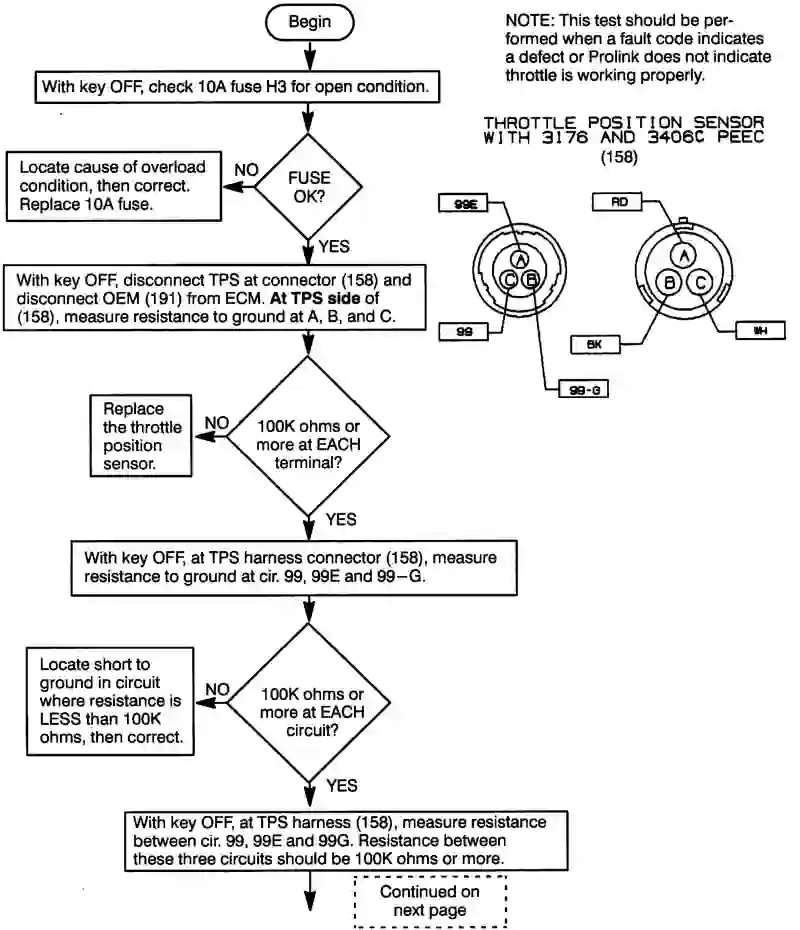 Begin
NOTE: This test should be per-
formed when a fault code indicates
a defect or Prolink does not indicate
throttle is working properly.
With key OFF, check 10A fuse H3 for open condition.
THROTTLE POSITION SENSOR
WITH 3176 AND 3406C PEEC
(158)
Locate cause of overload
condition, then correct.
Replace 10A fuse.
NO
FUSE
OK?
YES
99E
RD
A
C B
A
B C
99
BK
WH
99-G
With key OFF, disconnect TPS at connector (158) and
disconnect OEM (191) from ECM. At TPS side of
(158), measure resistance to ground at A, B, and C.
Replace
the throttle
position
sensor.
NO
100K ohms or
more at EACH
terminal?
YES
With key OFF, at TPS harness connector (158), measure
resistance to ground at cir. 99, 99E and 99–G.
Locate short to
ground in circuit
where resistance is
LESS than 100K
ohms, then correct.
NO
100K ohms or
more at EACH
circuit?
YES
With key OFF, at TPS harness (158), measure resistance
between cir. 99, 99E and 99G. Resistance between
these three circuits should be 100K ohms or more.
Continued on
next page